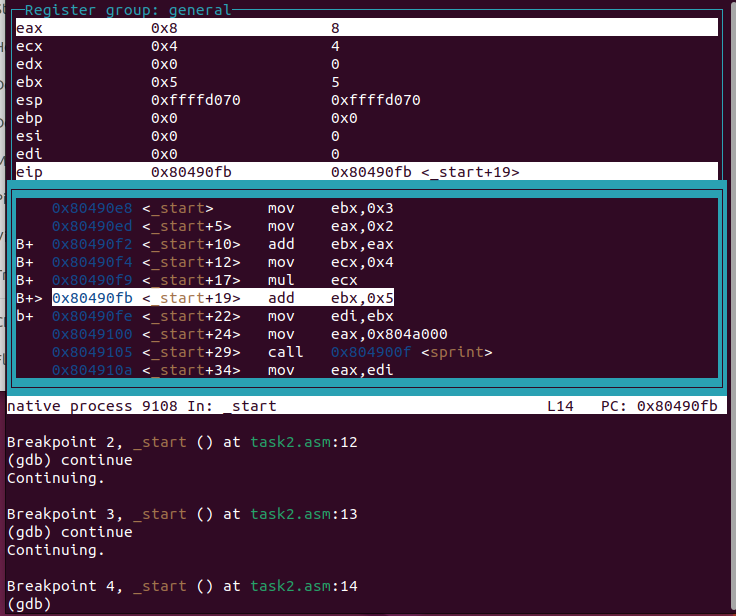 Register group: general
eax 0x8 8
ecx 0x4 4
edx 0x0 0
ebx 0x5 5
esp 0xffffd070 0xffffd070
ebp 0x0 0x0
esi 0x0 0
edi 0x0 0
eip 0x80490fb 0x80490fb <_start+19>
0x80490e8 <_start> mov ebx,0x3
0x80490ed <_start+5> mov eax,0x2
B+ 0x80490f2 <_start+10> add ebx,eax
B+ 0x80490f4 <_start+12> mov ecx,0x4
B+ 0x80490f9 <_start+17> mul ecx
B+> 0x80490fb <_start+19> add ebx,0x5
b+ 0x80490fe <_start+22> mov edi,ebx
0x8049100 <_start+24> mov eax,0x804a000
0x8049105 <_start+29> call 0x804900f <sprint>
0x804910a <_start+34> mov eax,edi
native process 9108 In: _start L14 PC: 0x80490fb
Breakpoint 2, _start () at task2.asm:12
(gdb) continue
Continuing.
Breakpoint 3, _start () at task2.asm:13
(gdb) continue
Continuing.
Breakpoint 4, _start () at task2.asm:14
(gdb)